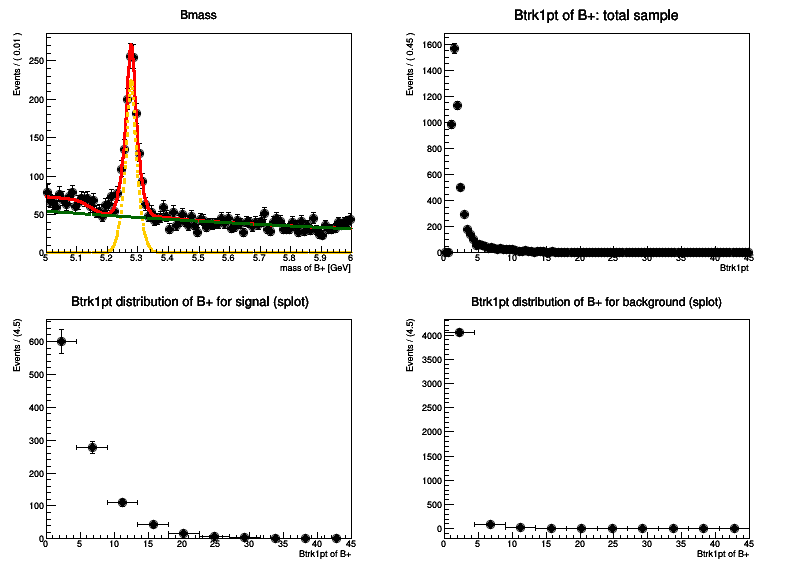 Bmass
Events / ( 0.01 )
250
200
150
100
50
0
5 5.1 5.2 5.3 5.4 5.5 5.6 5.7 5.8 5.9 6
mass of B+ [GeV]
Btrk1pt of B+: total sample
Events / ( 0.45 )
1600
1400
1200
1000
800
600
400
200
0
0 5 10 15 20 25 30 35 40 45
Btrk1pt
Btrk1pt distribution of B+ for signal (splot)
Events / (4.5)
600
500
400
300
200
100
0
0 5 10 15 20 25 30 35 40 45
Btrk1pt of B+
Btrk1pt distribution of B+ for background (splot)
Events / (4.5)
4000
3500
3000
2500
2000
1500
1000
500
0
0 5 10 15 20 25 30 35 40 45
Btrk1pt of B+